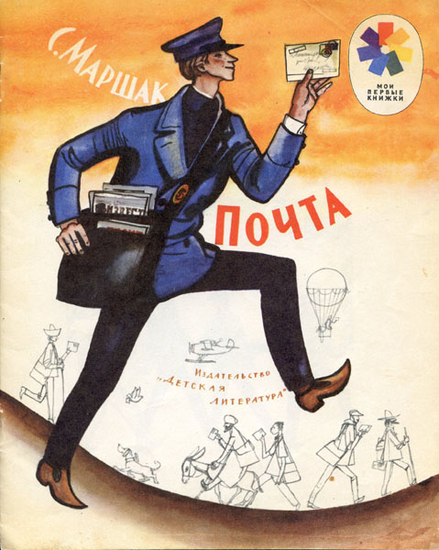 С. Маршак
МОИ
ПЕРВЫЕ
КНИЖКИ
ПОЧТА
Издательство
"Детская
литература"